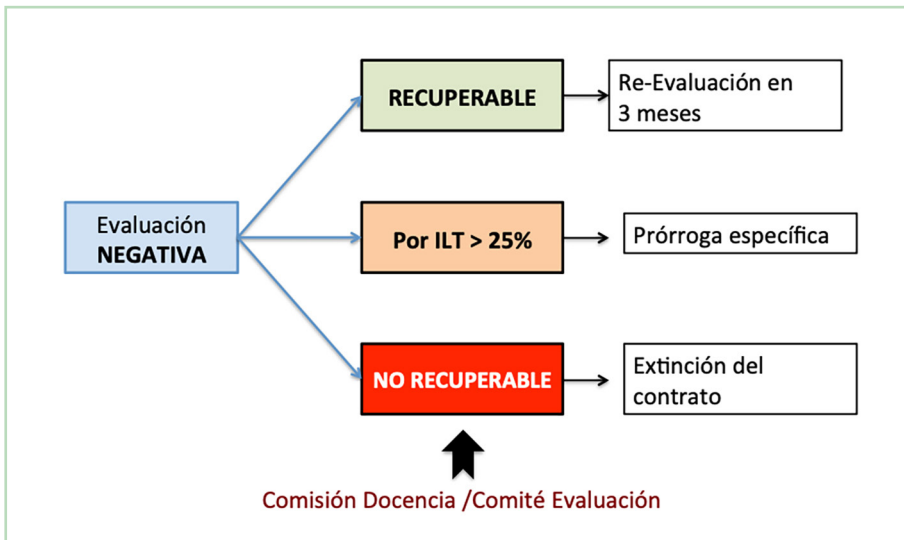 RECUPERABLE
Re-Evaluación en
3 meses
Evaluación
NEGATIVA
Por ILT > 25%
Prórroga específica
NO RECUPERABLE
Extinción del
contrato
Comisión Docencia /Comité Evaluación